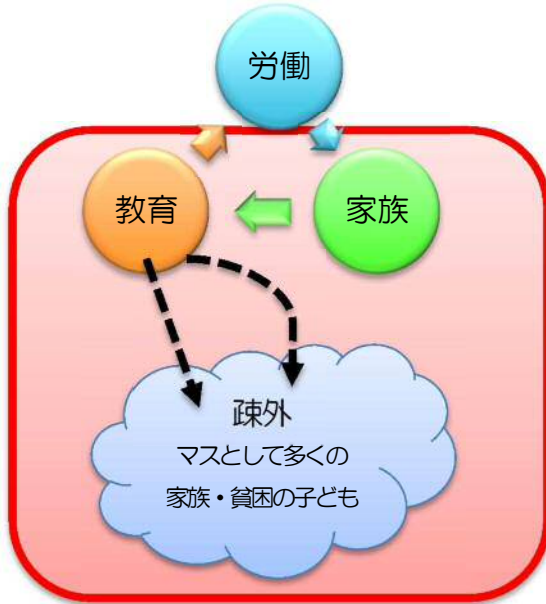 労働
教育
家族
疎外
マスとして多くの
家族・貧困の子ども